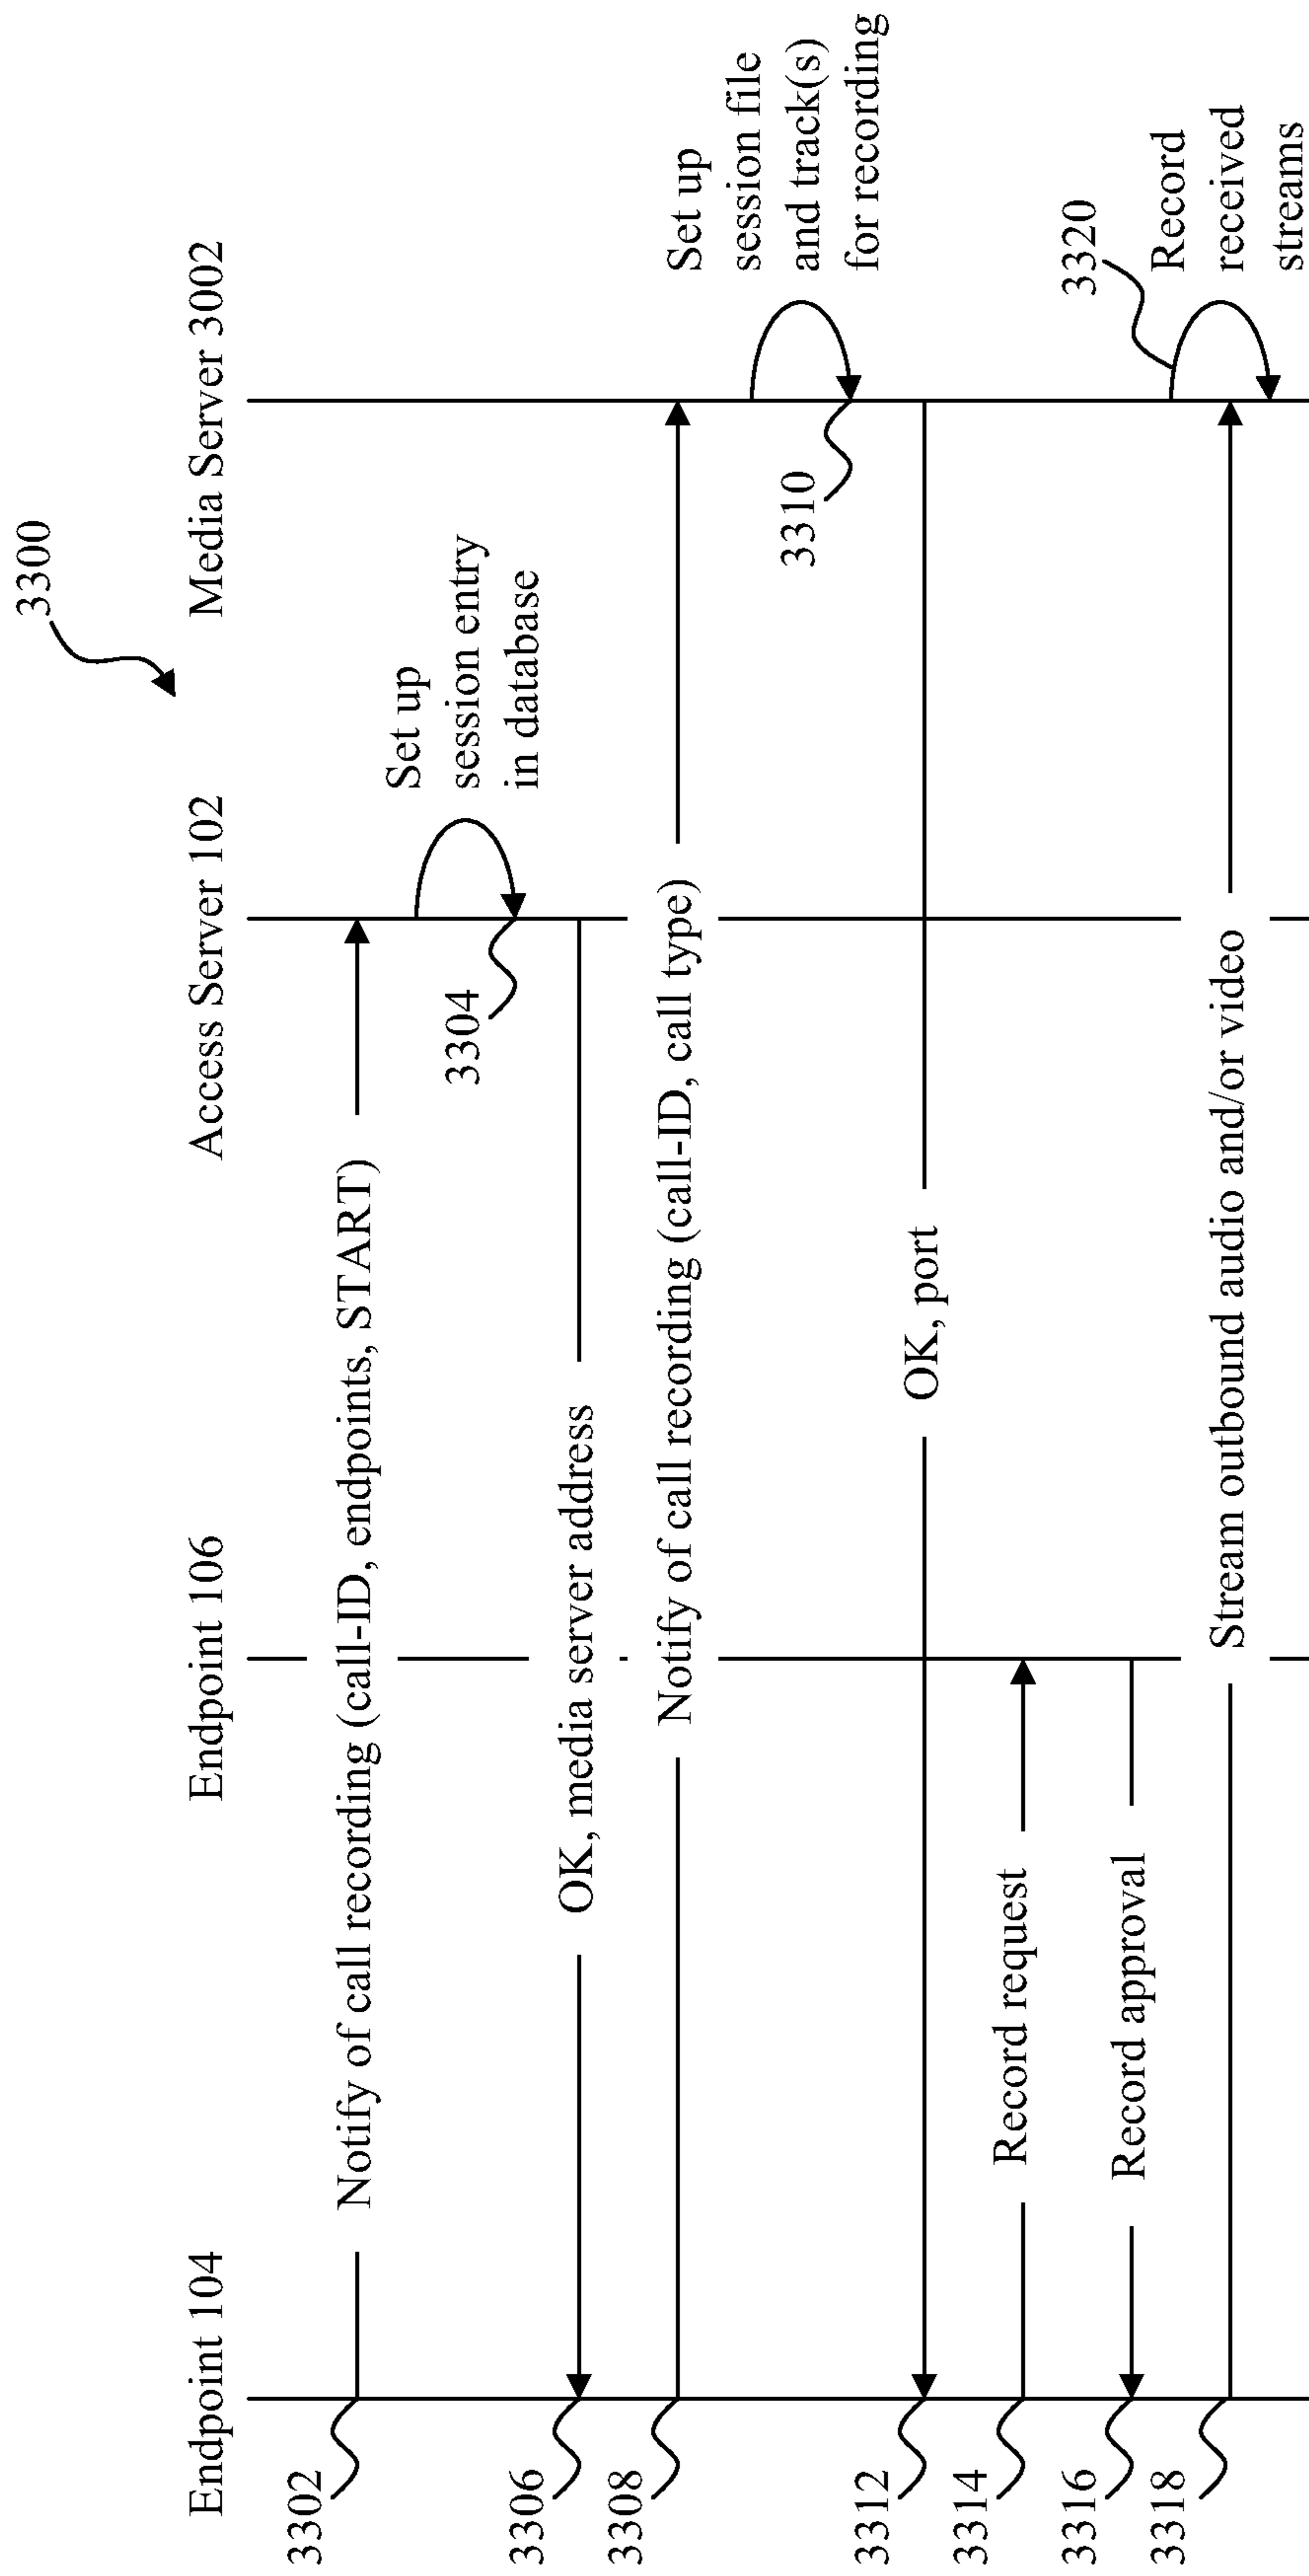 3300
Endpoint 104
Endpoint 106
Access Server 102
Media Server 3002
3302
Notify of call recording (call-ID, endpoints, START)
Set up
session entry
in database
3304
3306
OK, media server address
3308
Notify of call recording (call-ID, call type)
Set up
session file
and track(s)
for recording
3310
3312
OK, port
3314
Record request
3316
Record approval
3318
Stream outbound audio and/or video
3320
Record
received
streams